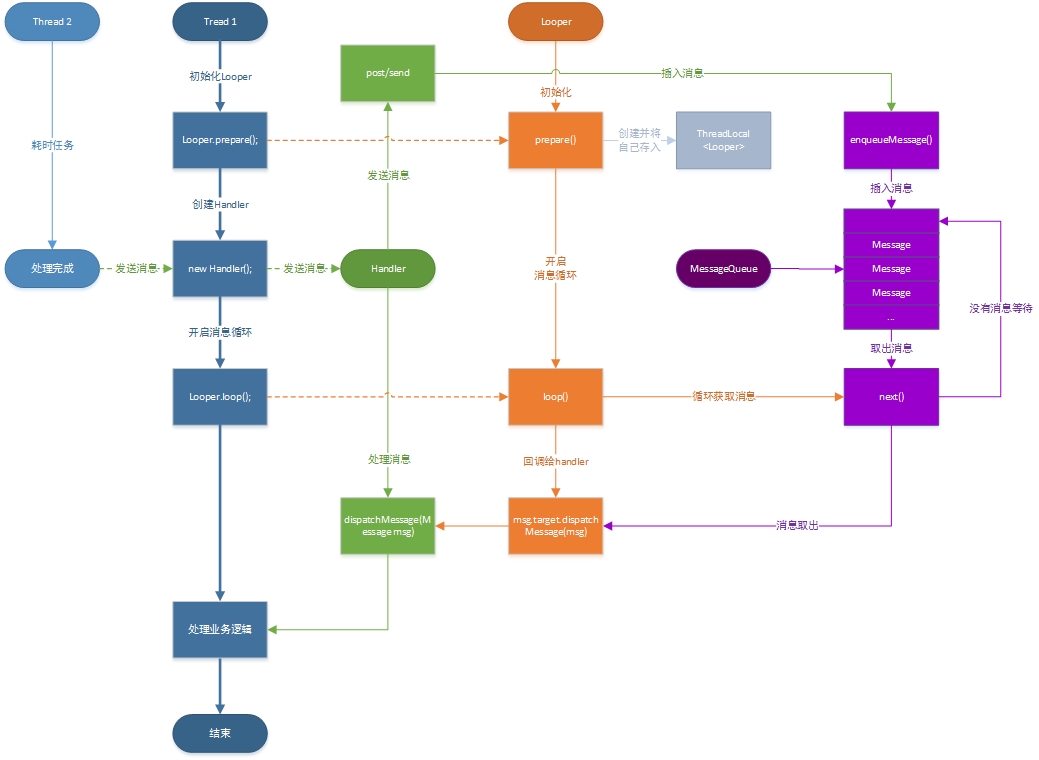 Thread 2
Tread 1
Looper
post/send
插入消息
初始化Looper
初始化
耗时任务
Looper.prepare();
prepare()
创建并将
自己存入
ThreadLocal
<Looper>
enqueueMessage()
发送消息
插入消息
创建Handler
Message
处理完成
发送消息
new Handler();
发送消息
Handler
开启
消息循环
MessageQueue
Message
Message
没有消息等待
...
开启消息循环
取出消息
Looper.loop();
loop()
循环获取消息
next()
处理消息
回调给handler
dispatchMessage(M
essage msg)
msg.target.dispatch
Message(msg)
消息取出
处理业务逻辑
结束